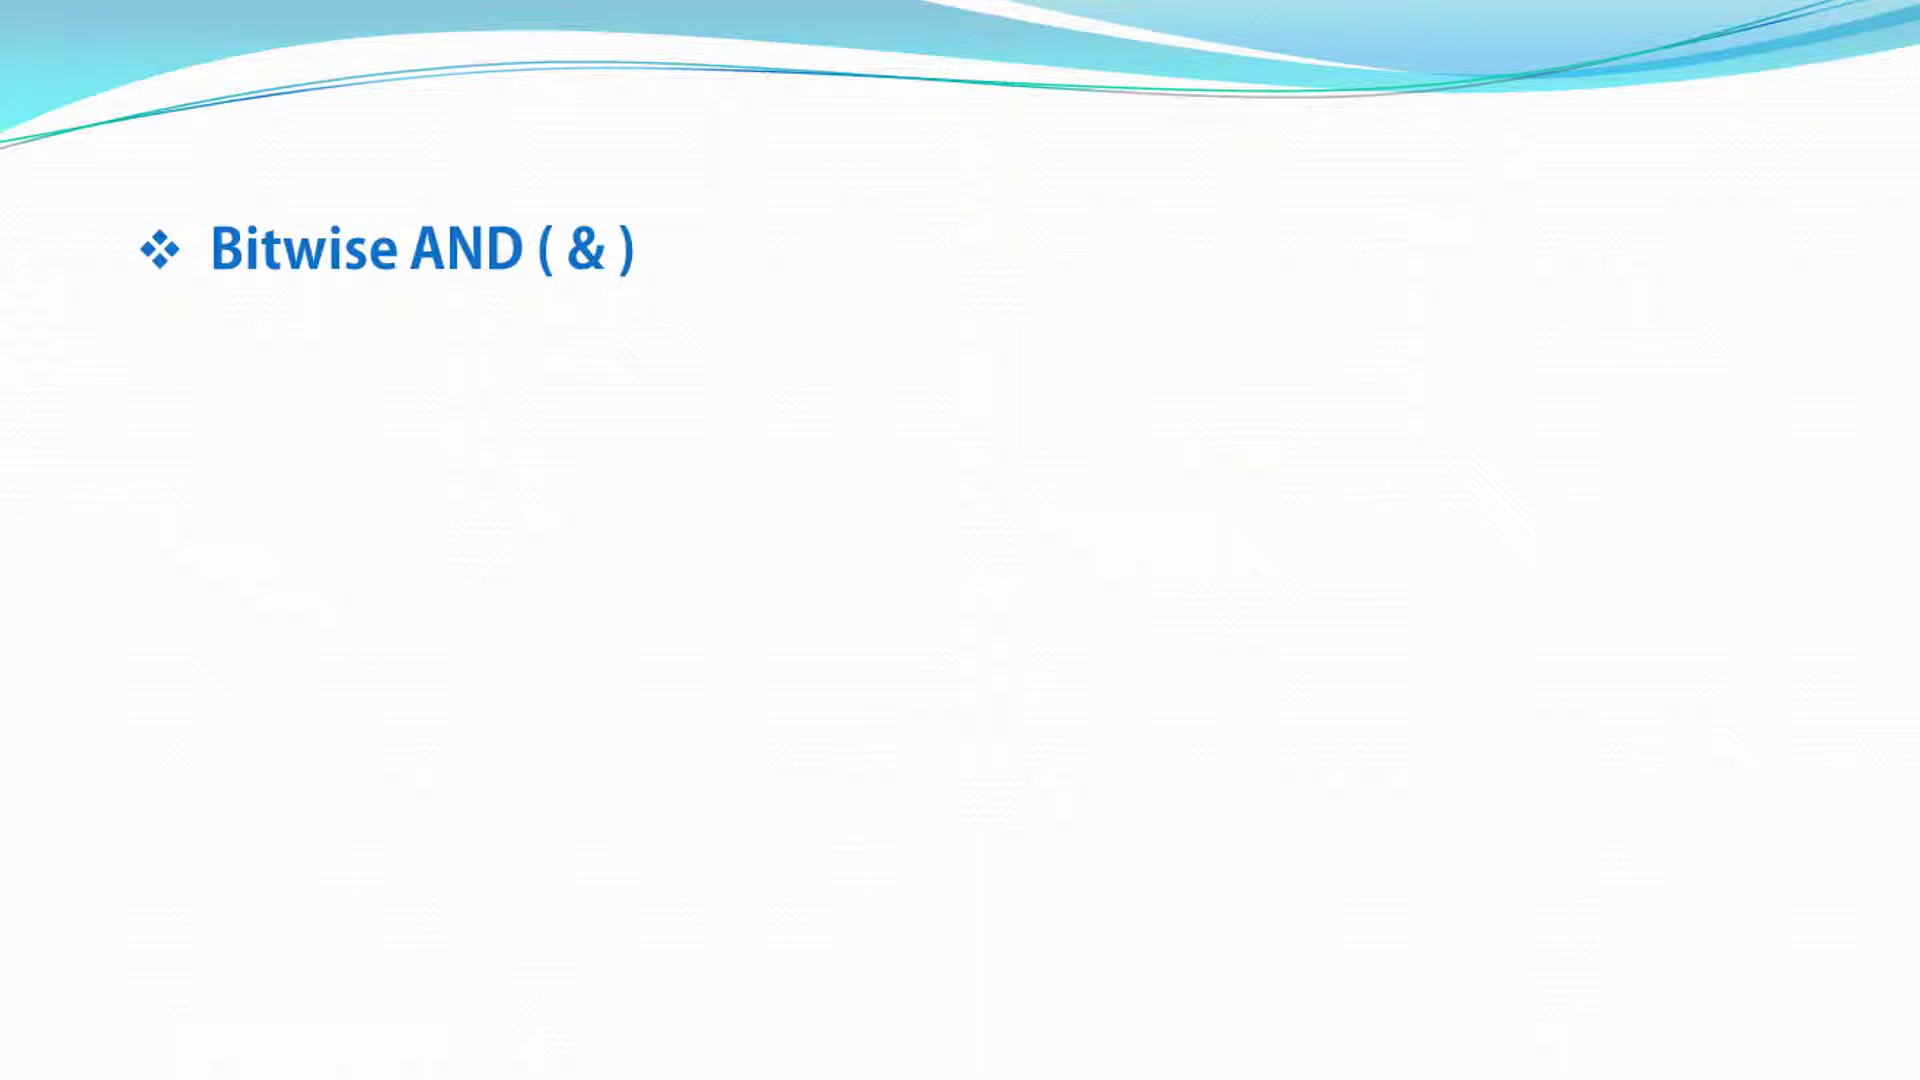 ❖ Bitwise AND ( & )